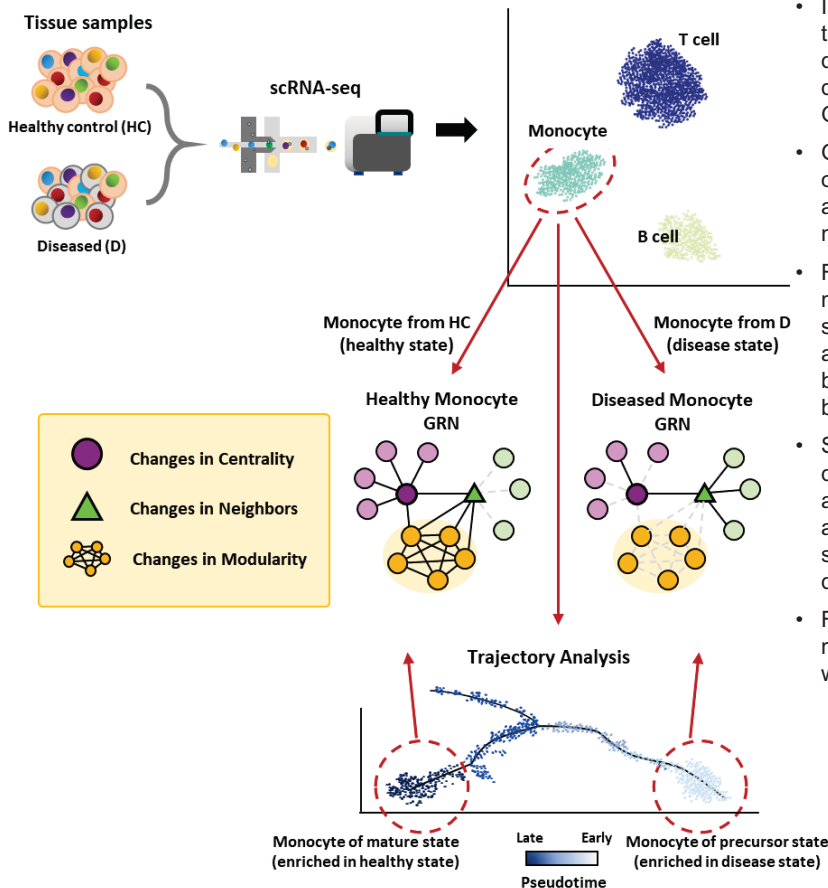 Tissue samples
Healthy control (HC)
Diseased (D)
scRNA-seq
T cell
Monocyte
B cell
Monocyte from HC
(healthy state)
Monocyte from D
(disease state)
Healthy Monocyte
GRN
Diseased Monocyte
GRN
Changes in Centrality
Changes in Neighbors
Changes in Modularity
Trajectory Analysis
Monocyte of mature state
(enriched in healthy state)
Late Early
Pseudotime
Monocyte of precursor state
(enriched in disease state)